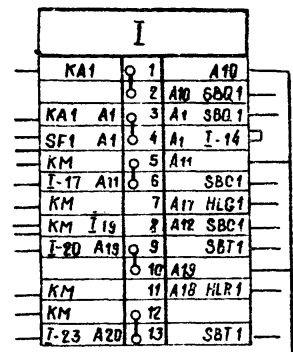 I
KA1 1 A10
2 A10 SBQ1
KA1 A1 3 A1 SBQ.1
SF1 A1 4 A1 I-14
KM 5 A11
I-17 A11 6 SBC1
KM 7 A17 HLG1
KM I19 8 A12 SBC1
I-20 A19 9 SBT1
10 A19
KM 11 A18 HLR1
KM 12
I-23 A20 13 SBT1